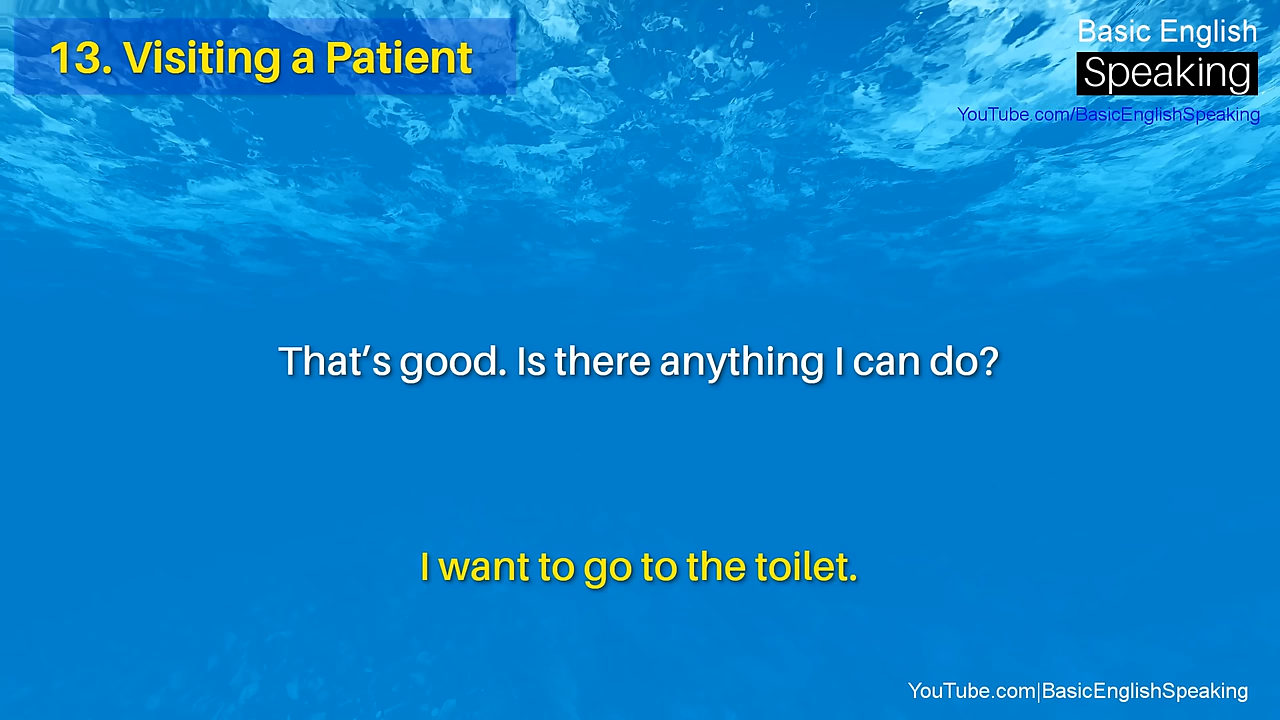 13. Visiting a Patient
Basic English
Speaking
YouTube.com/BasicEnglishSpeaking
That’s good. Is there anything I can do?
I want to go to the toilet.
YouTube.com|BasicEnglishSpeaking